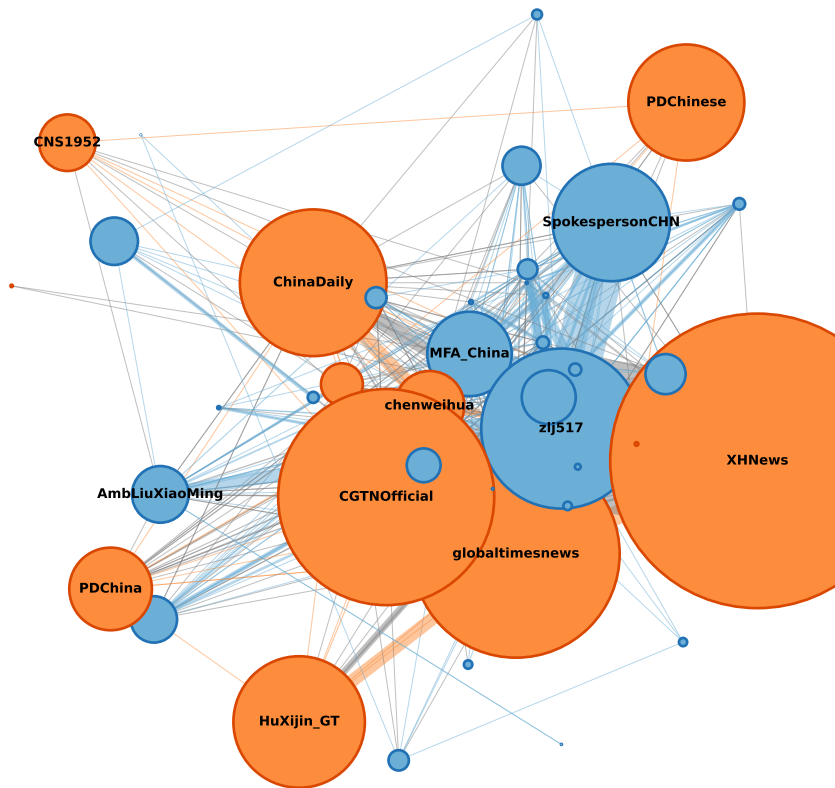 PDChinese
CNS1952
SpokespersonCHN
ChinaDaily
MFA_China
chenweihua
zlj517
XHNews
AmbLiuXiaoMing
CGTNOfficial
globaltimesnews
PDChina
HuXijin_GT